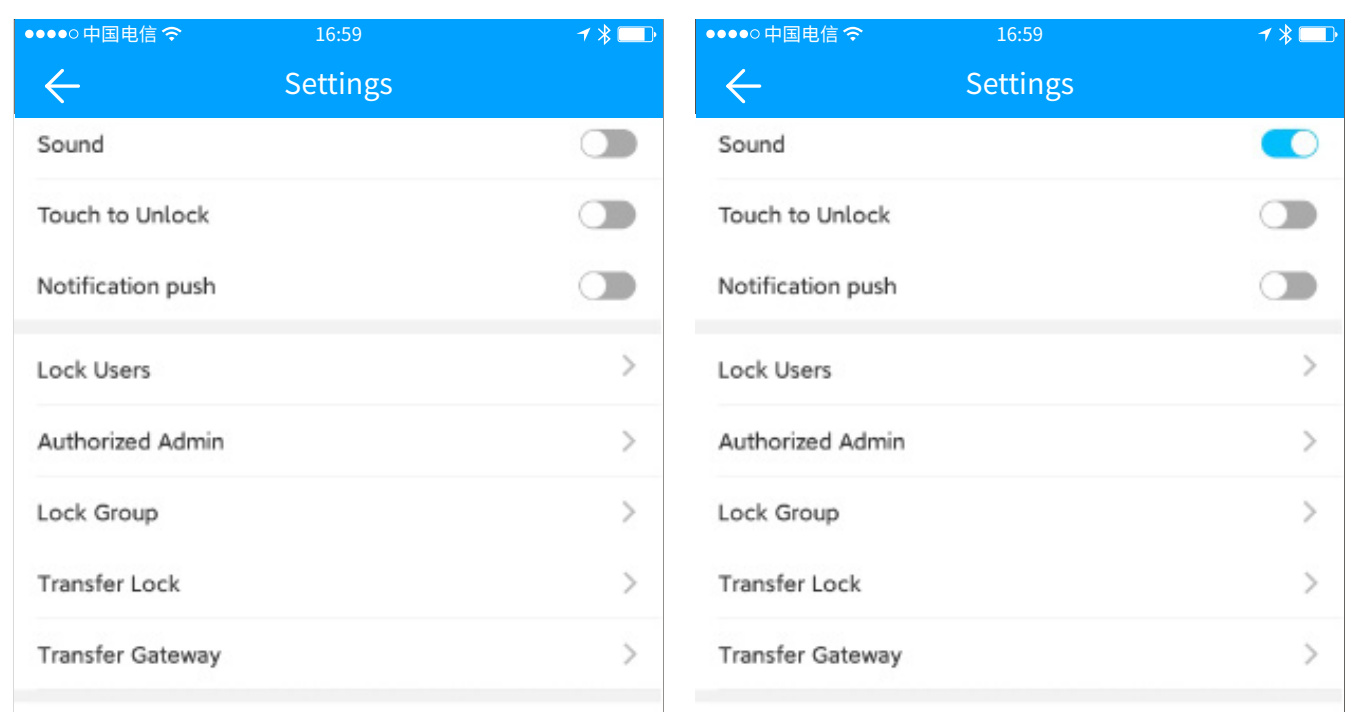 中国电信 16:59
Settings
Sound
Touch to Unlock
Notification push
Lock Users
Authorized Admin
Lock Group
Transfer Lock
Transfer Gateway
中国电信 16:59
Settings
Sound
Touch to Unlock
Notification push
Lock Users
Authorized Admin
Lock Group
Transfer Lock
Transfer Gateway